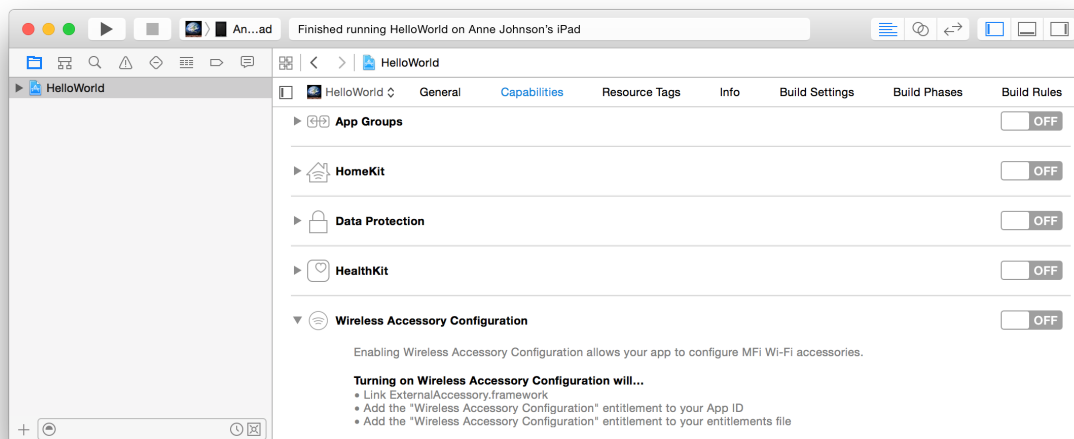 An...ad
Finished running HelloWorld on Anne Johnson's iPad
HelloWorld
HelloWorld
HelloWorld General Capabilities Resource Tags Info Build Settings Build Phases Build Rules
App Groups OFF
HomeKit OFF
Data Protection OFF
HealthKit OFF
Wireless Accessory Configuration OFF
Enabling Wireless Accessory Configuration allows your app to configure MFi Wi-Fi accessories.
Turning on Wireless Accessory Configuration will...
• Link ExternalAccessory.framework
• Add the "Wireless Accessory Configuration" entitlement to your App ID
• Add the "Wireless Accessory Configuration" entitlement to your entitlements file